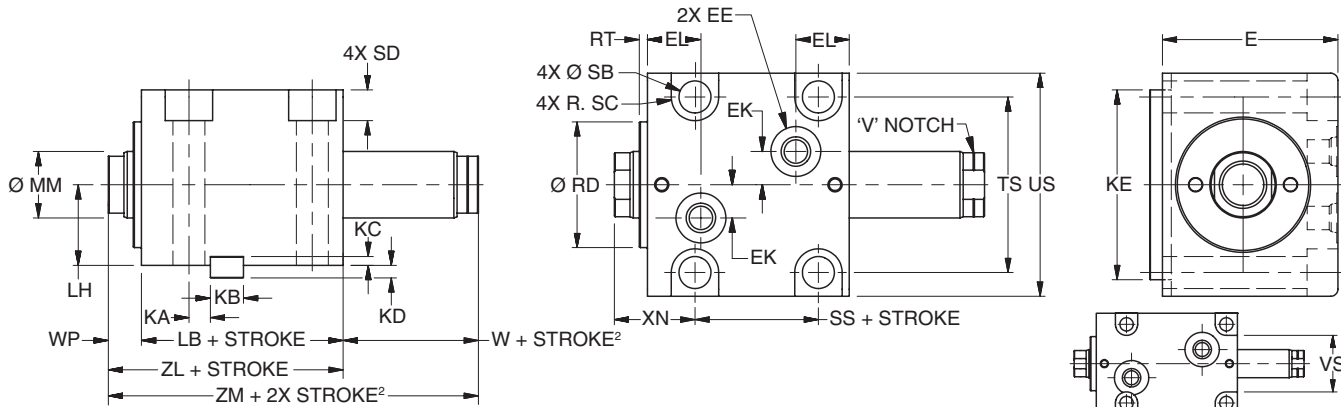 4X SD
Ø MM
LH
KA
KB
KC
KD
WP
LB + STROKE
W + STROKE²
ZL + STROKE
ZM + 2X STROKE²
RT
EL
2X EE
EL
4X Ø SB
4X R. SC
EK
'V' NOTCH
Ø RD
TS
US
EK
XN
SS + STROKE
E
KE
VS